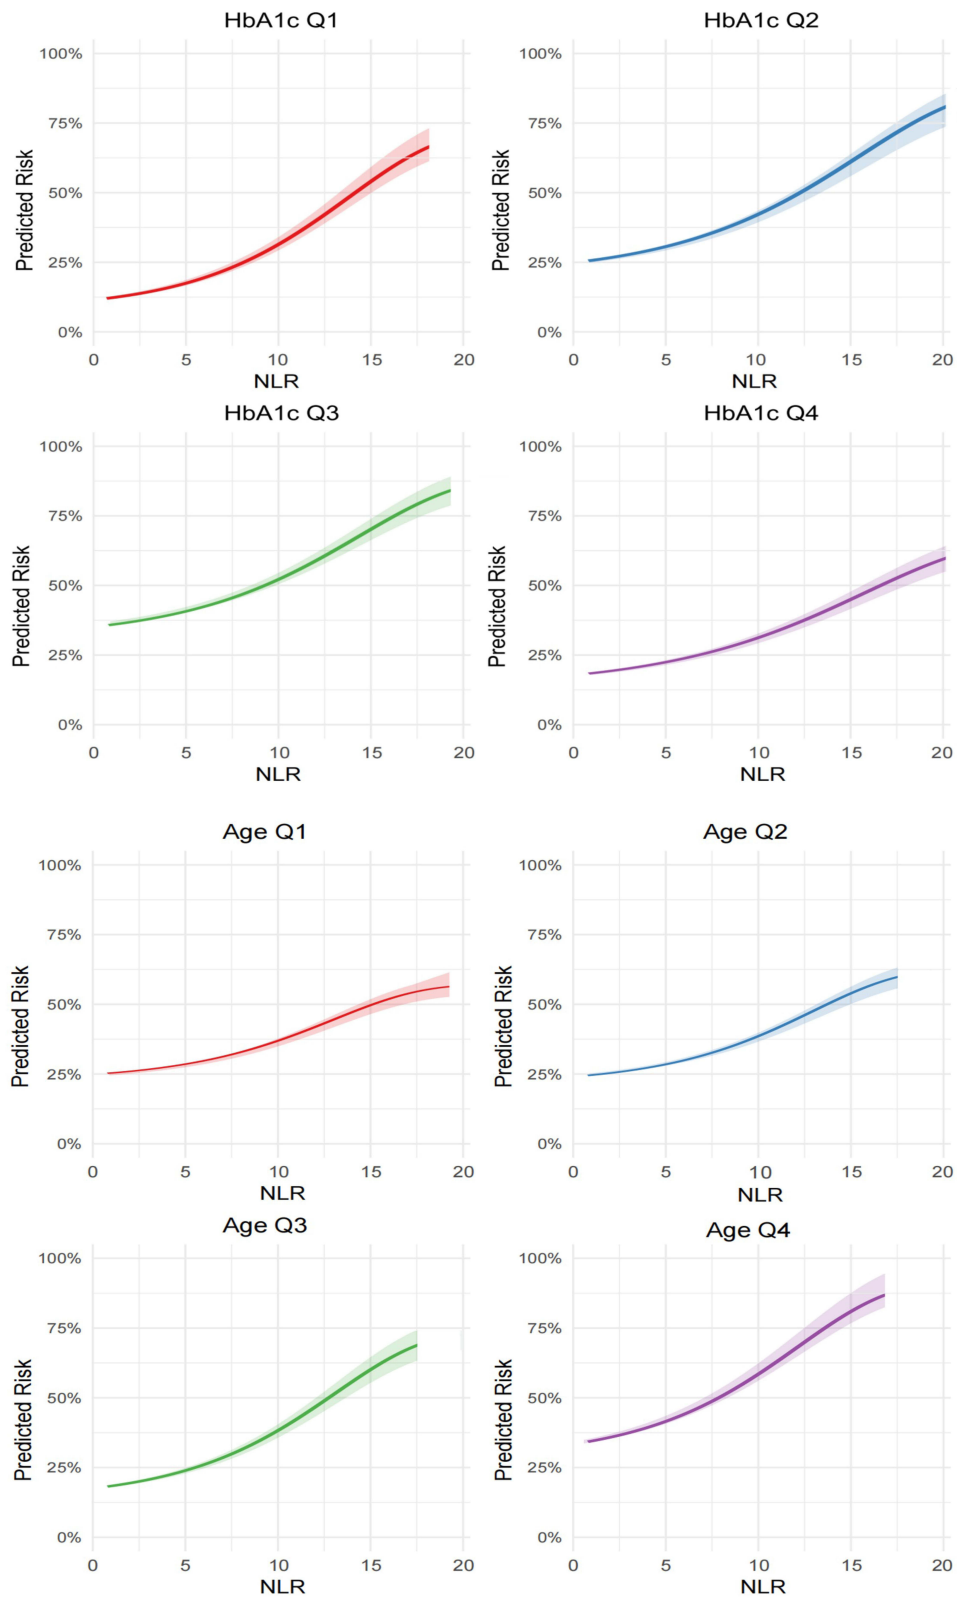 HbA1c Q1
100%
75%
50%
25%
0%
Predicted Risk
0 5 10 15 20
NLR
HbA1c Q2
100%
75%
50%
25%
0%
Predicted Risk
0 5 10 15 20
NLR
HbA1c Q3
100%
75%
50%
25%
0%
Predicted Risk
0 5 10 15 20
NLR
HbA1c Q4
100%
75%
50%
25%
0%
Predicted Risk
0 5 10 15 20
NLR
Age Q1
100%
75%
50%
25%
0%
Predicted Risk
0 5 10 15 20
NLR
Age Q2
100%
75%
50%
25%
0%
Predicted Risk
0 5 10 15 20
NLR
Age Q3
100%
75%
50%
25%
0%
Predicted Risk
0 5 10 15 20
NLR
Age Q4
100%
75%
50%
25%
0%
Predicted Risk
0 5 10 15 20
NLR